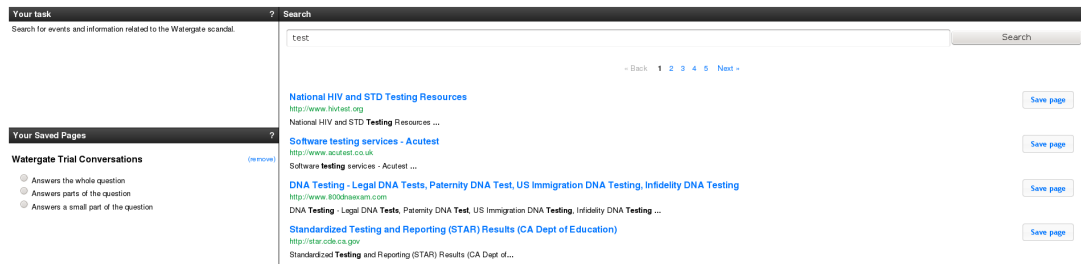 Your task ?
Search for events and information related to the Watergate scandal.
Your Saved Pages ?
Watergate Trial Conversations (remove)
Answers the whole question
Answers parts of the question
Answers a small part of the question
Search
test Search
« Back 1 2 3 4 5 Next »
National HIV and STD Testing Resources
http://www.hivtest.org
National HIV and STD Testing Resources ...
Save page
Software testing services - Acutest
http://www.acutest.co.uk
Software testing services - Acutest ...
Save page
DNA Testing - Legal DNA Tests, Paternity DNA Test, US Immigration DNA Testing, Infidelity DNA Testing
http://www.800dnaexam.com
DNA Testing - Legal DNA Tests, Paternity DNA Test, US Immigration DNA Testing, Infidelity DNA Testing ...
Save page
Standardized Testing and Reporting (STAR) Results (CA Dept of Education)
http://star.cde.ca.gov
Standardized Testing and Reporting (STAR) Results (CA Dept of...
Save page